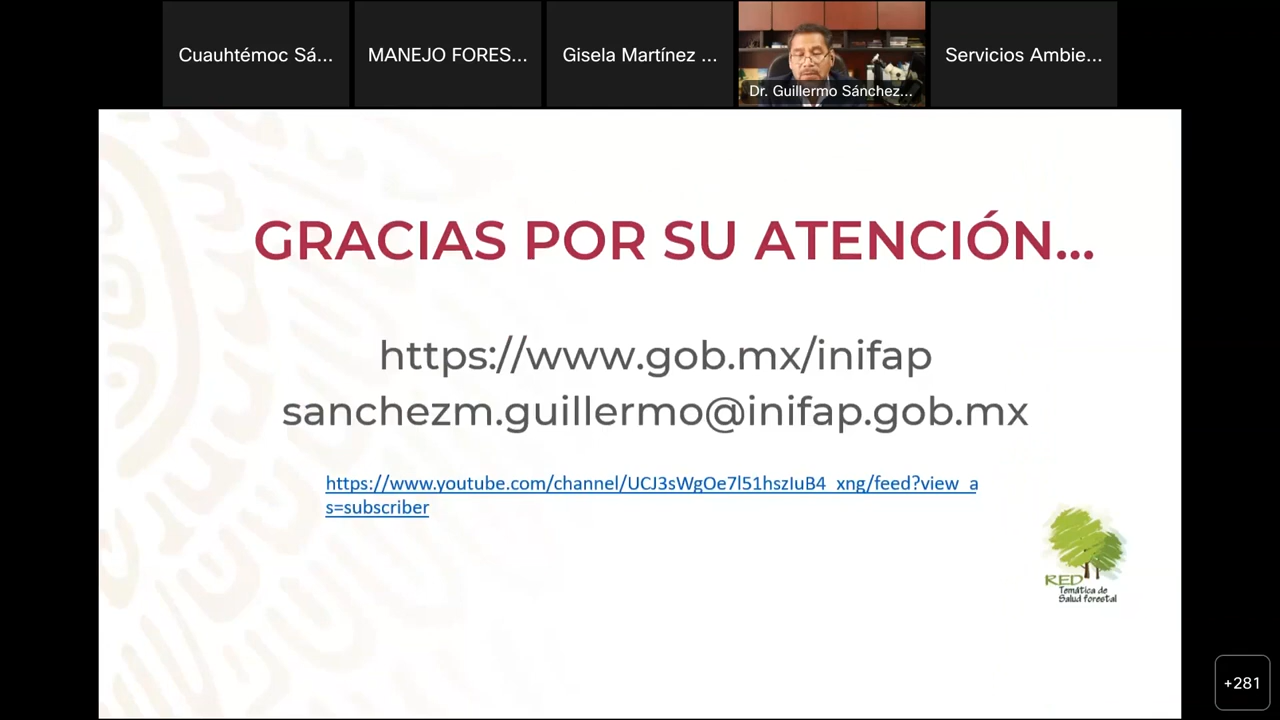 Cuauhtémoc Sá...
MANEJO FORES...
Gisela Martínez ...
Dr. Guillermo Sánchez...
Servicios Ambie...
GRACIAS POR SU ATENCIÓN...
https://www.gob.mx/inifap
sanchezm.guillermo@inifap.gob.mx
https://www.youtube.com/channel/UCJ3sWgOe7l51hszIuB4_xng/feed?view_a
s=subscriber
RED
Temática de
Salud forestal
+281